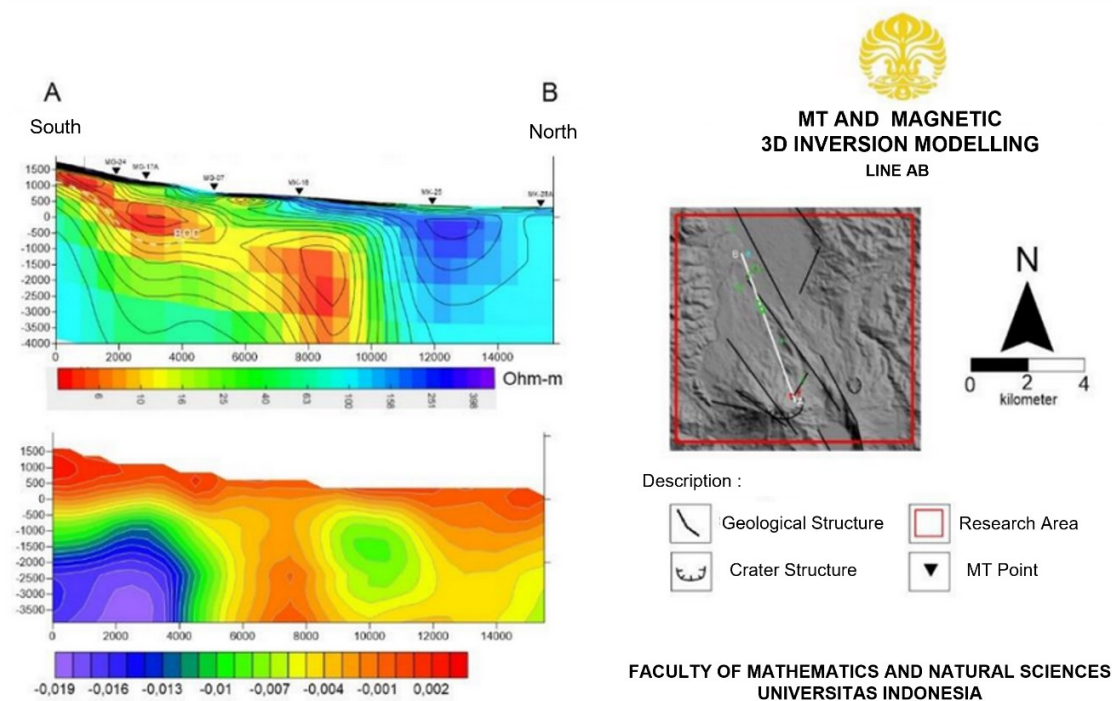 A
B
South
North
MG-24
MG-17A
MG-07
MK-18
MK-25
MK-28A
1500
1000
500
0
-500
-1000
-1500
-2000
-2500
-3000
-3500
-4000
BOC
0 2000 4000 6000 8000 10000 12000 14000
6 10 16 25 40 63 100 158 251 398
Ohm-m
1500
1000
500
0
-500
-1000
-1500
-2000
-2500
-3000
-3500
0 2000 4000 6000 8000 10000 12000 14000
-0,019 -0,016 -0,013 -0,01 -0,007 -0,004 -0,001 0,002
MT AND MAGNETIC
3D INVERSION MODELLING
LINE AB
B
N
0 2 4
kilometer
Description :
Geological Structure
Research Area
Crater Structure
MT Point
FACULTY OF MATHEMATICS AND NATURAL SCIENCES
UNIVERSITAS INDONESIA